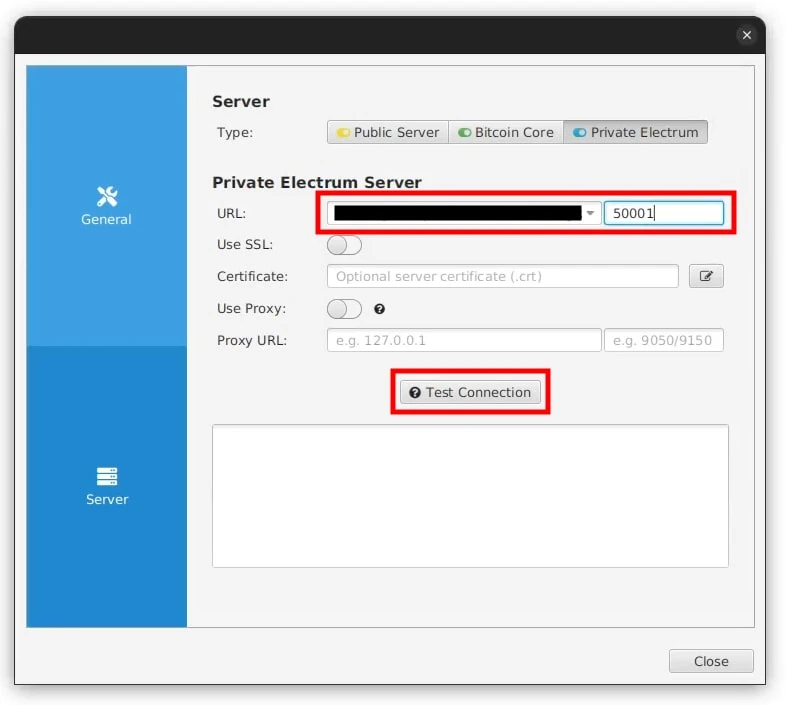 Server
Type: Public Server Bitcoin Core Private Electrum
Private Electrum Server
URL: 50001
Use SSL:
Certificate: Optional server certificate (.crt)
Use Proxy:
Proxy URL: e.g. 127.0.0.1 e.g. 9050/9150
Test Connection
General
Server
Close